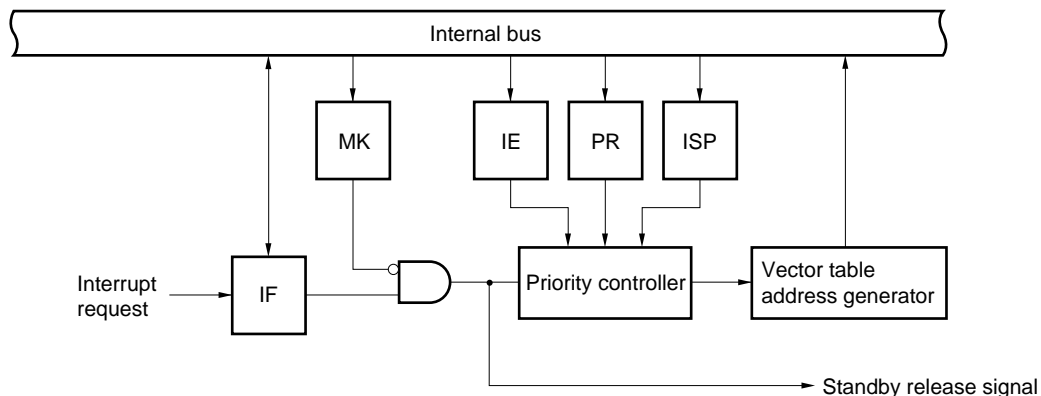 Internal bus
MK
IE
PR
ISP
Interrupt
request
IF
Priority controller
Vector table
address generator
Standby release signal